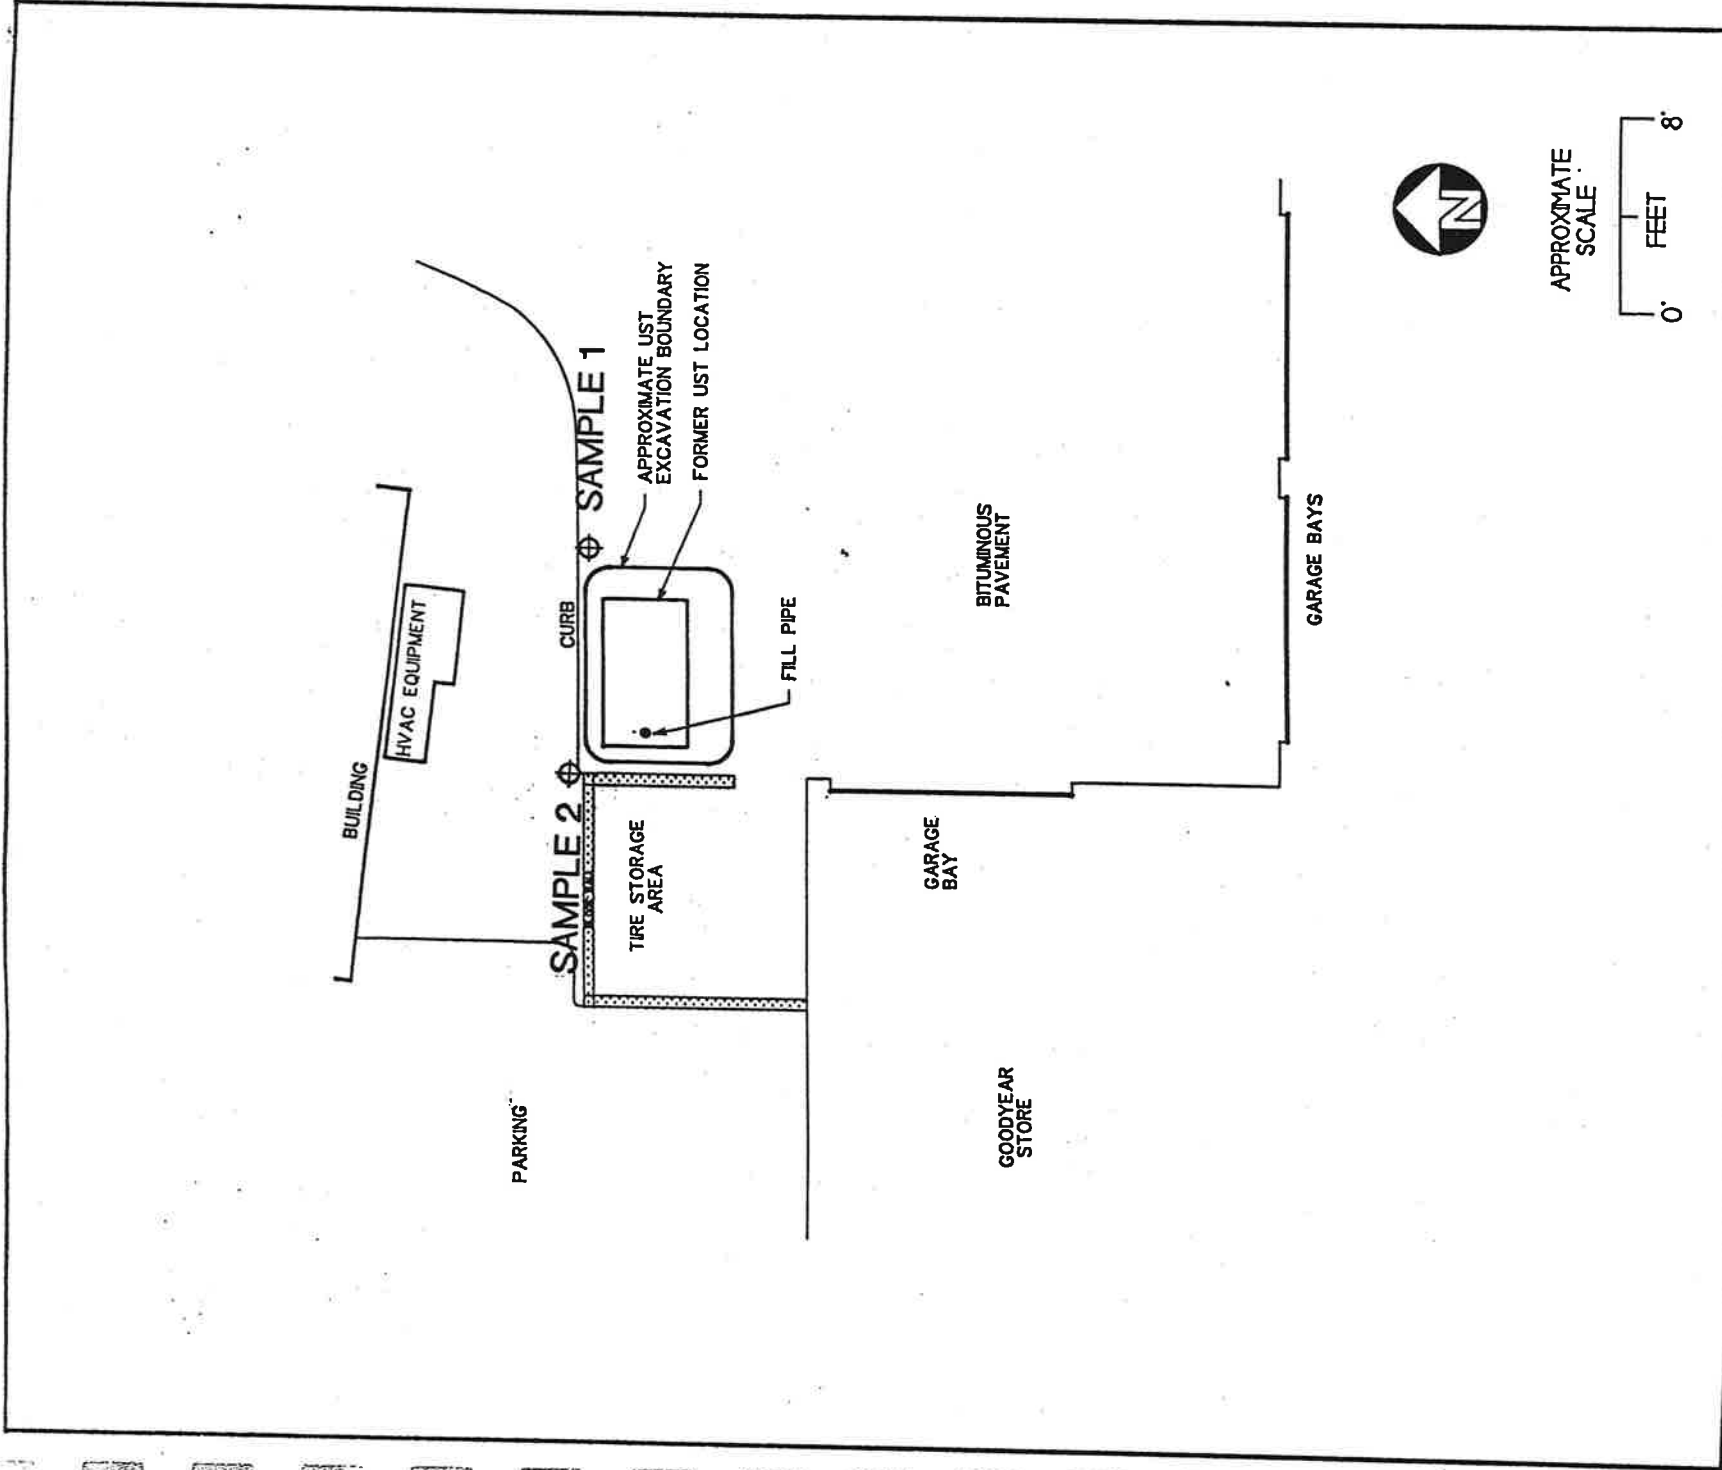 BUILDING
HVAC EQUIPMENT
PARKING
SAMPLE 2
CURB
SAMPLE 1
TIRE STORAGE
AREA
APPROXIMATE UST
EXCAVATION BOUNDARY
FORMER UST LOCATION
FILL PIPE
GARAGE
BAY
BITUMINOUS
PAVEMENT
GOODYEAR
STORE
GARAGE BAYS
N
APPROXIMATE
SCALE
0' 8'
FEET